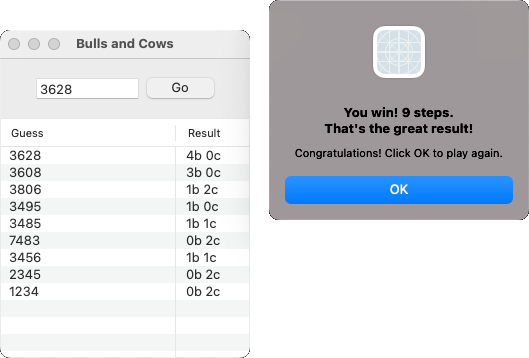 Bulls and Cows
3628 Go
Guess Result
3628 4b 0c
3608 3b 0c
3806 1b 2c
3495 1b 0c
3485 1b 1c
7483 0b 2c
3456 1b 1c
2345 0b 2c
1234 0b 2c
You win! 9 steps.
That's the great result!
Congratulations! Click OK to play again.
OK